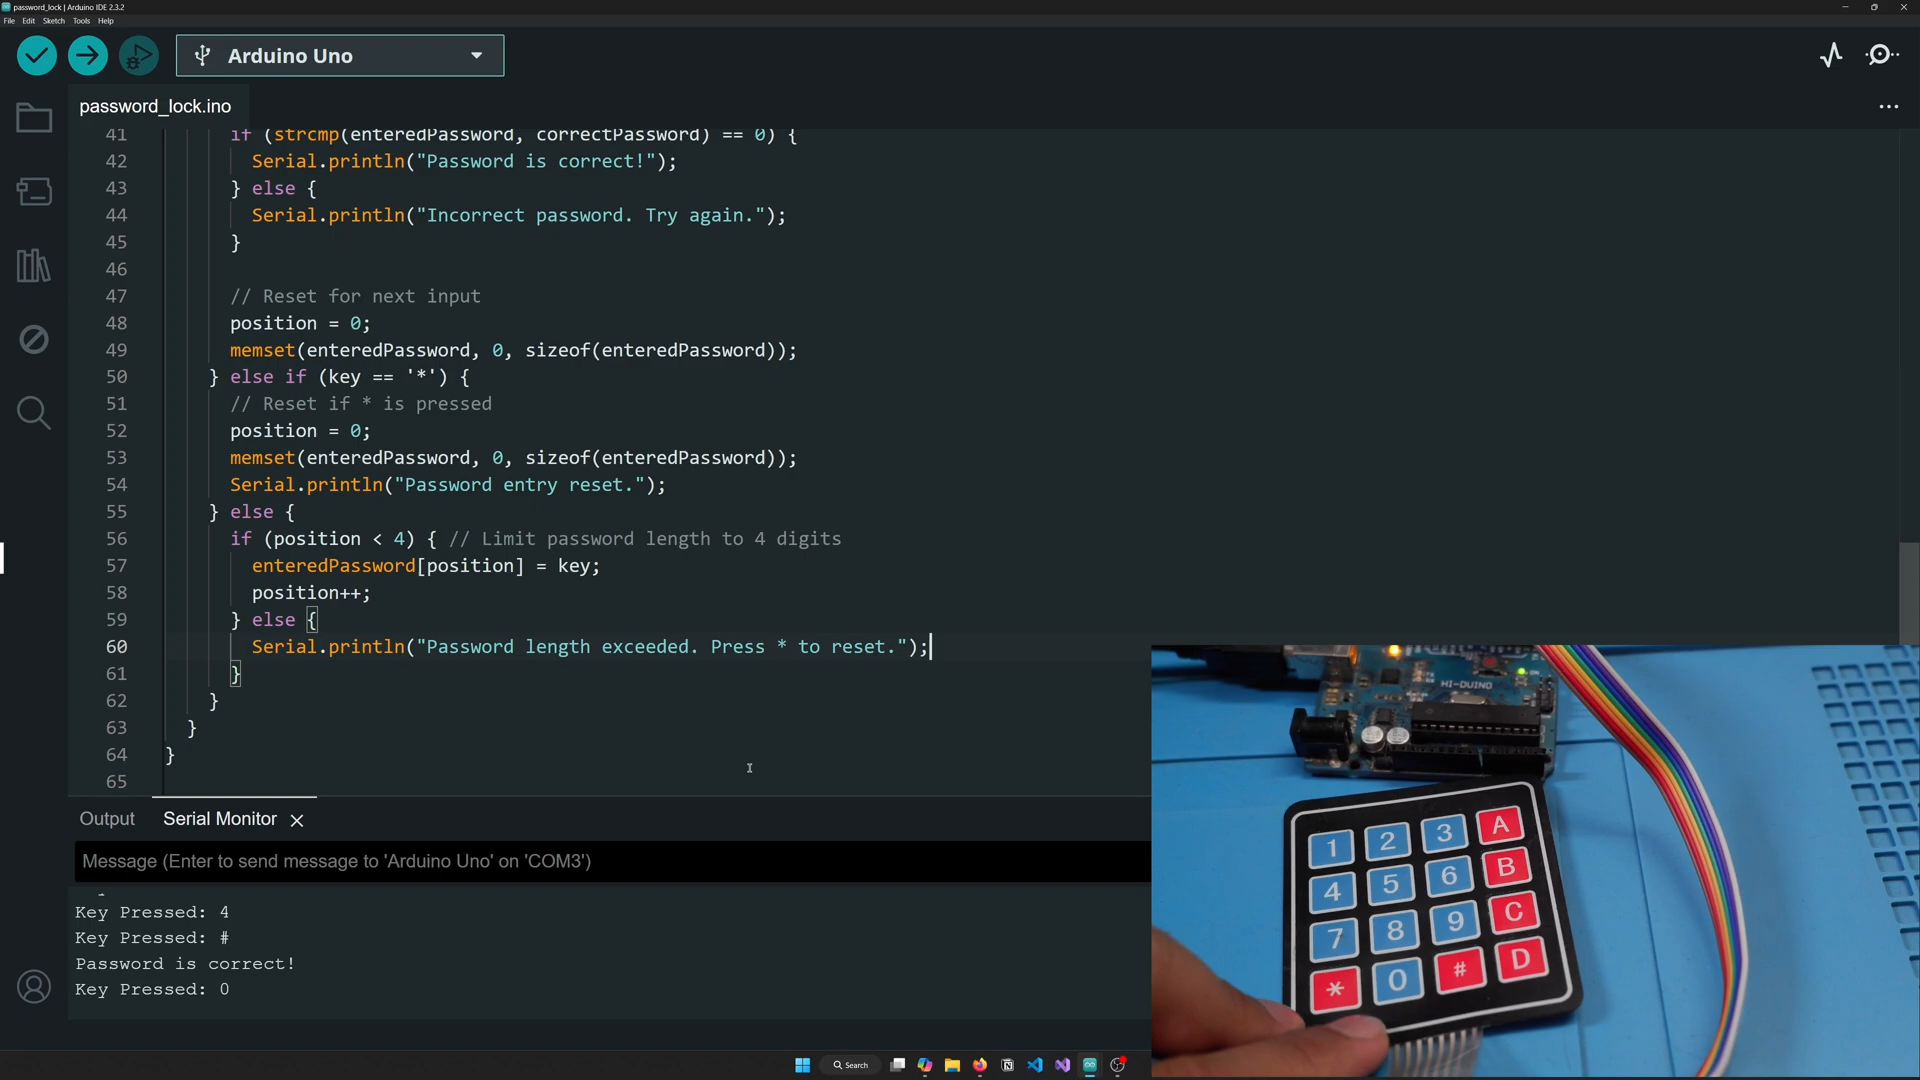 password_lock | Arduino IDE 2.3.2
File Edit Sketch Tools Help
Arduino Uno
password_lock.ino
41 if (strcmp(enteredPassword, correctPassword) == 0) {
42 Serial.println("Password is correct!");
43 } else {
44 Serial.println("Incorrect password. Try again.");
45 }
46
47 // Reset for next input
48 position = 0;
49 memset(enteredPassword, 0, sizeof(enteredPassword));
50 } else if (key == '*') {
51 // Reset if * is pressed
52 position = 0;
53 memset(enteredPassword, 0, sizeof(enteredPassword));
54 Serial.println("Password entry reset.");
55 } else {
56 if (position < 4) { // Limit password length to 4 digits
57 enteredPassword[position] = key;
58 position++;
59 } else {
60 Serial.println("Password length exceeded. Press * to reset.");
61 }
62 }
63 }
64 }
65
Output Serial Monitor
Message (Enter to send message to 'Arduino Uno' on 'COM3')
Key Pressed: 4
Key Pressed: #
Password is correct!
Key Pressed: 0
HI-DUINO
1 2 3 A
4 5 6 B
7 8 9 C
* 0 # D
Search